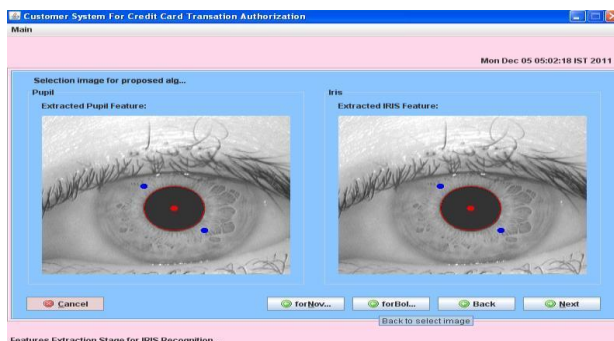 Customer System For Credit Card Transation Authorization
Main
Mon Dec 05 05:02:18 IST 2011
Selection image for proposed alg...
Pupil
Iris
Extracted Pupil Feature:
Extracted IRIS Feature:
Cancel
forNov...
forBol...
Back
Next
Back to select image
Features Extraction Stage for IRIS Recognition